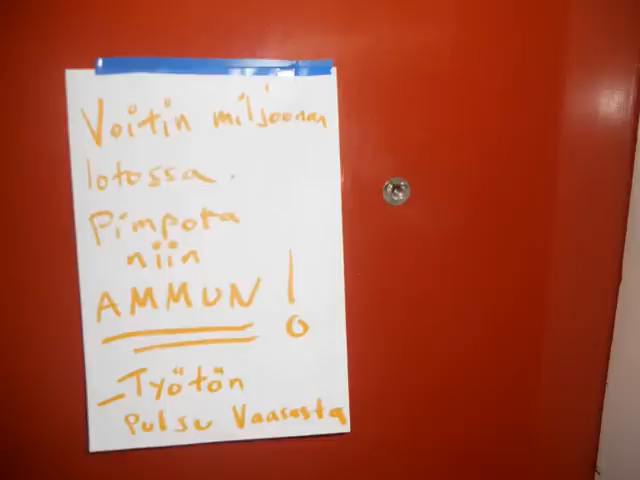 Voitin miljoonan
lotossa.
Pimpota
niin
AMMUN!
- Työtön
Pulsu Vaasasta